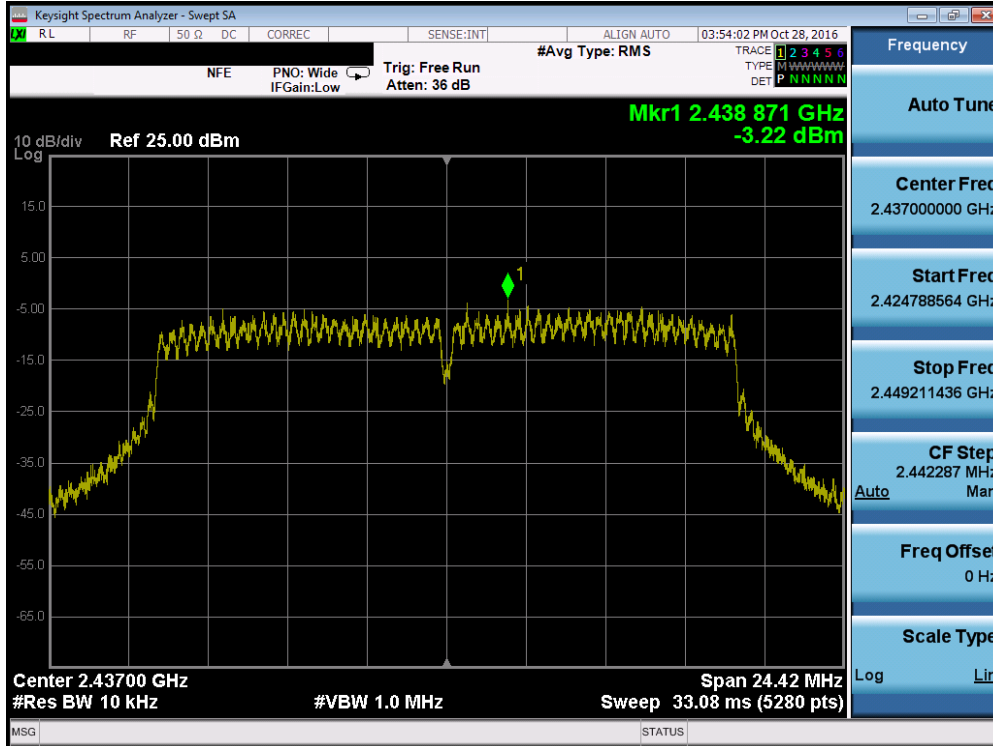 Keysight Spectrum Analyzer - Swept SA
LXI RL RF 50 Ω DC CORREC SENSE:INT ALIGN AUTO 03:54:02 PM Oct 28, 2016
#Avg Type: RMS TRACE 1 2 3 4 5 6
NFE PNO: Wide Trig: Free Run TYPE M WWWWW
IFGain:Low Atten: 36 dB DET P N N N N N
Mkr1 2.438 871 GHz
-3.22 dBm
10 dB/div Ref 25.00 dBm
Log
15.0
5.00
1
-5.00
-15.0
-25.0
-35.0
-45.0
-55.0
-65.0
Center 2.43700 GHz Span 24.42 MHz
#Res BW 10 kHz #VBW 1.0 MHz Sweep 33.08 ms (5280 pts)
MSG STATUS
Frequency
Auto Tune
Center Freq
2.437000000 GHz
Start Freq
2.424788564 GHz
Stop Freq
2.449211436 GHz
CF Step
2.442287 MHz
Auto Man
Freq Offset
0 Hz
Scale Type
Log Lin